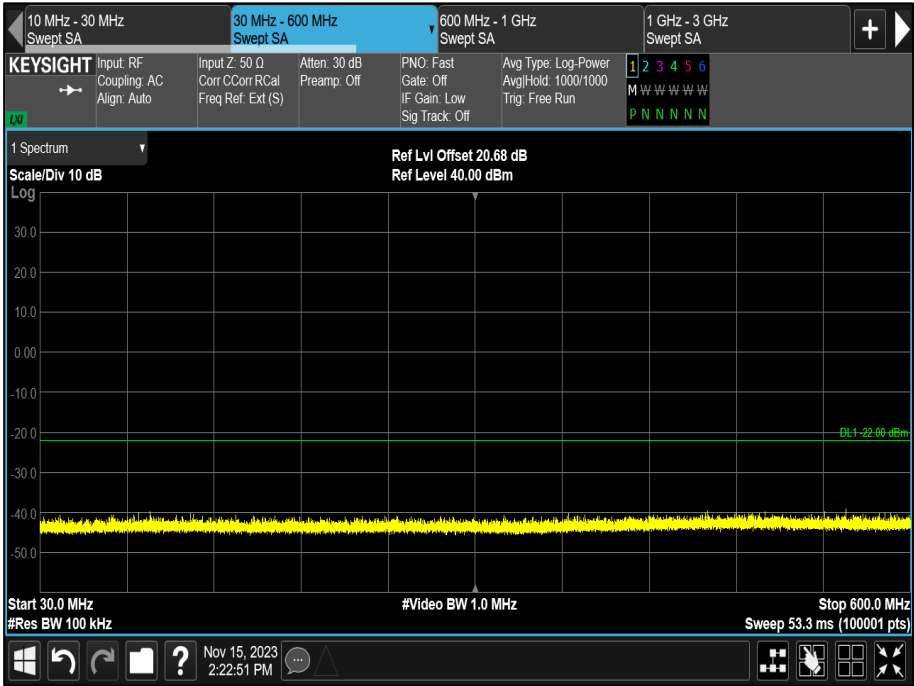 10 MHz - 30 MHz
Swept SA
30 MHz - 600 MHz
Swept SA
600 MHz - 1 GHz
Swept SA
1 GHz - 3 GHz
Swept SA
+
KEYSIGHT
LXI
Input: RF
Coupling: AC
Align: Auto
Input Z: 50 Ω
Corr CCorr RCal
Freq Ref: Ext (S)
Atten: 30 dB
Preamp: Off
PNO: Fast
Gate: Off
IF Gain: Low
Sig Track: Off
Avg Type: Log-Power
Avg|Hold: 1000/1000
Trig: Free Run
1 2 3 4 5 6
M W W W W W
P N N N N N
1 Spectrum
Scale/Div 10 dB
Ref Lvl Offset 20.68 dB
Ref Level 40.00 dBm
Log
30.0
20.0
10.0
0.00
-10.0
-20.0
DL1 -22.00 dBm
-30.0
-40.0
-50.0
Start 30.0 MHz
#Video BW 1.0 MHz
Stop 600.0 MHz
#Res BW 100 kHz
Sweep 53.3 ms (100001 pts)
?
Nov 15, 2023
2:22:51 PM